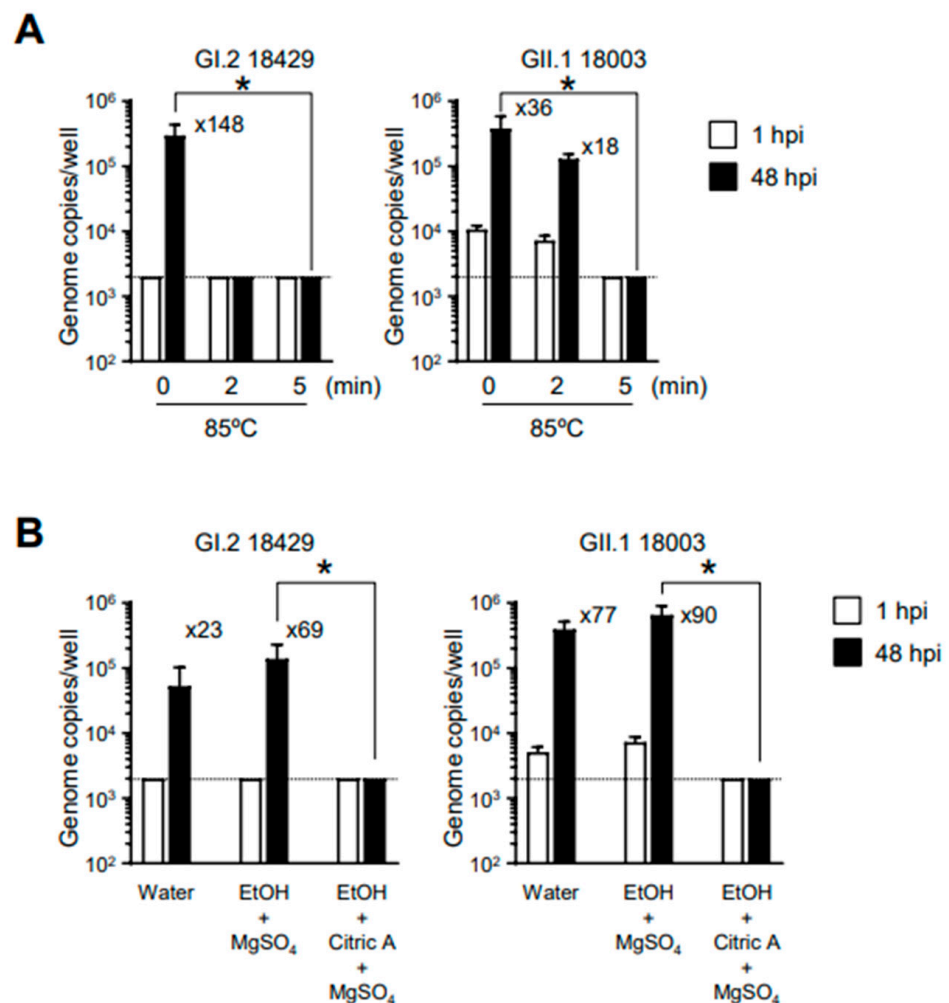 A
GI.2 18429
GII.1 18003
*
*
Genome copies/well
10⁶
10⁵
10⁴
10³
10²
x148
0 2 5 (min)
85ºC
Genome copies/well
10⁶
10⁵
10⁴
10³
10²
x36
x18
0 2 5 (min)
85ºC
1 hpi
48 hpi
B
GI.2 18429
GII.1 18003
*
*
Genome copies/well
10⁶
10⁵
10⁴
10³
10²
x23
x69
Water
EtOH
+
MgSO₄
EtOH
+
Citric A
+
MgSO₄
Genome copies/well
10⁶
10⁵
10⁴
10³
10²
x77
x90
Water
EtOH
+
MgSO₄
EtOH
+
Citric A
+
MgSO₄
1 hpi
48 hpi